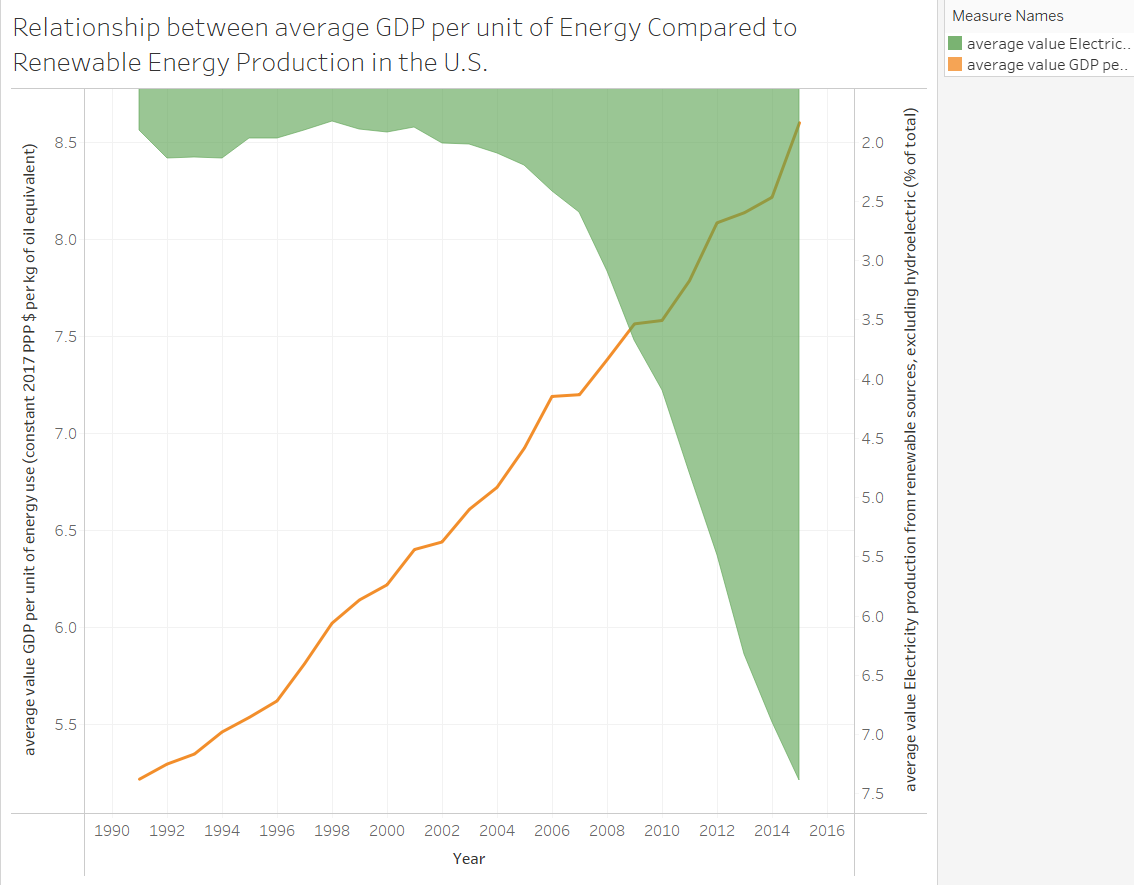 Relationship between average GDP per unit of Energy Compared to
Renewable Energy Production in the U.S.
Measure Names
average value Electric..
average value GDP pe..
average value GDP per unit of energy use (constant 2017 PPP $ per kg of oil equivalent)
8.5
8.0
7.5
7.0
6.5
6.0
5.5
2.0
2.5
3.0
3.5
4.0
4.5
5.0
5.5
6.0
6.5
7.0
7.5
average value Electricity production from renewable sources, excluding hydroelectric (% of total)
1990 1992 1994 1996 1998 2000 2002 2004 2006 2008 2010 2012 2014 2016
Year